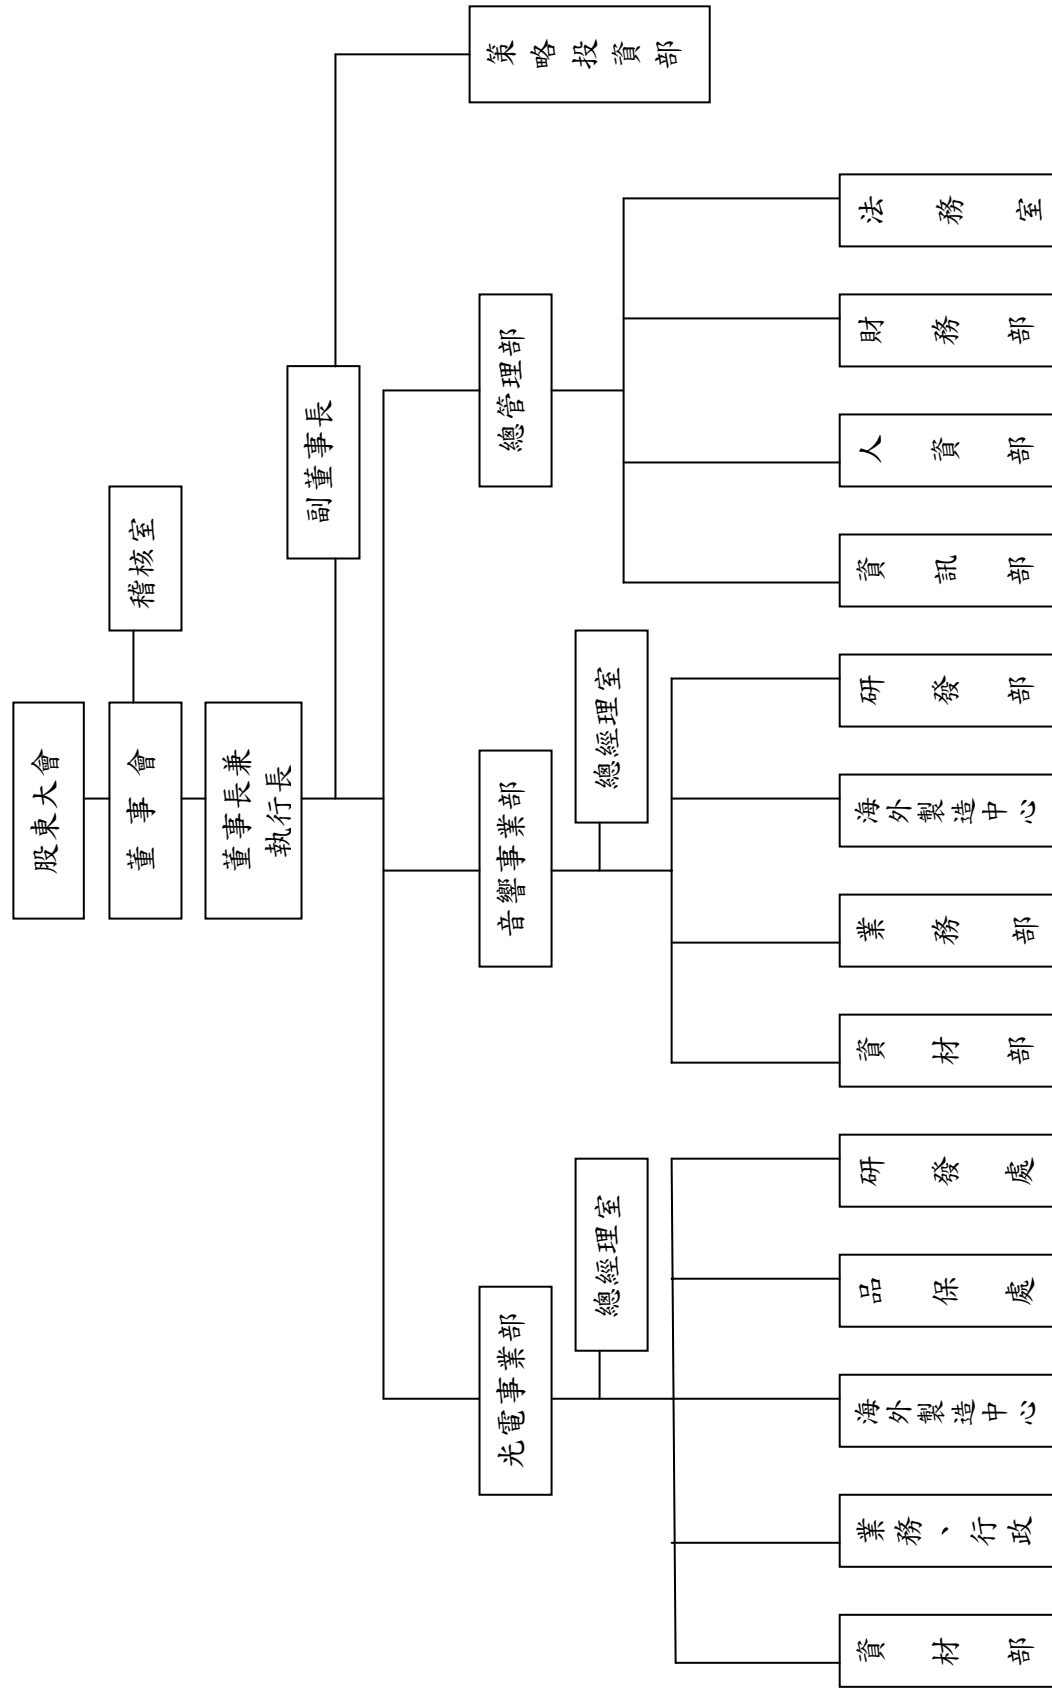 股東大會
董事會
稽核室
董事長兼
執行長
副董事長
策略投資部
光電事業部
音響事業部
總管理部
總經理室
總經理室
資材部
業務、行政
海外製造中心
品保處
研發處
資材部
業務部
海外製造中心
研發部
資訊部
人資部
財務部
法務室